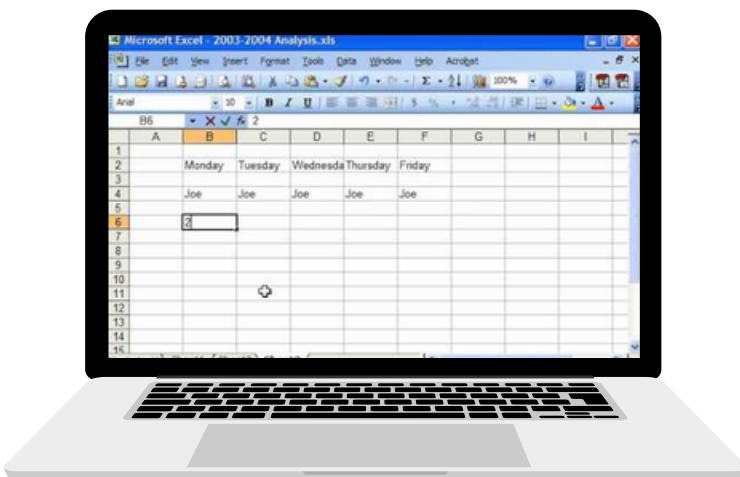 Microsoft Excel - 2003-2004 Analysis.xls
File Edit View Insert Format Tools Data Window Help Acrobat
Σ 100%
Arial 10 B I U $ % A
B6 fx 2
A B C D E F G H I
1
2 Monday Tuesday Wednesda Thursday Friday
3
4 Joe Joe Joe Joe Joe
5
6 2
7
8
9
10
11
12
13
14
15